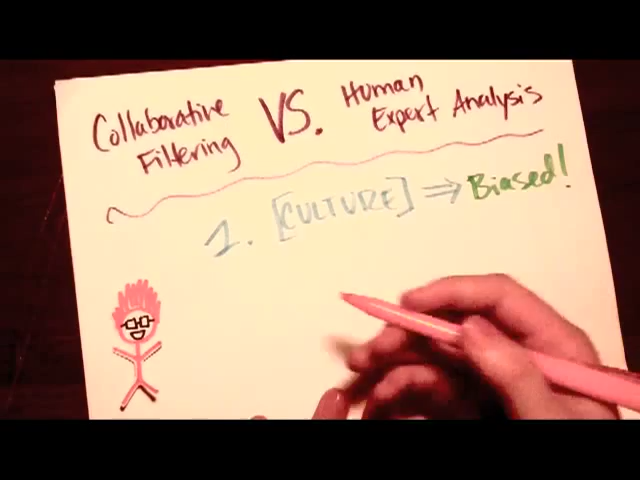 Collaborative Filtering VS. Human Expert Analysis
1. [CULTURE] ⇒ Biased!